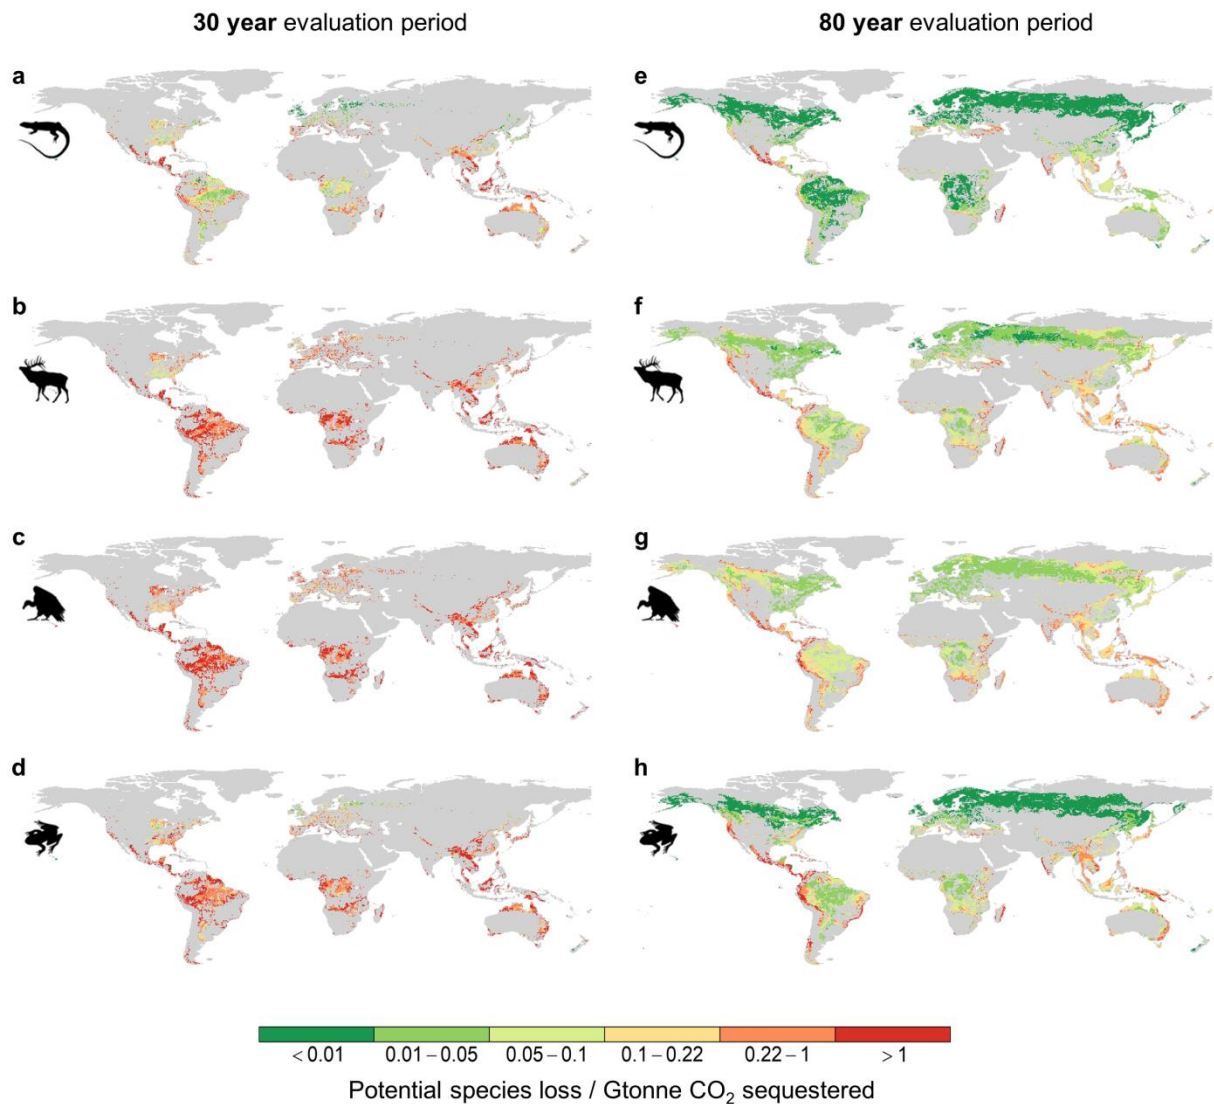 30 year evaluation period
80 year evaluation period
a
e
b
f
c
g
d
h
< 0.01
0.01 – 0.05
0.05 – 0.1
0.1 – 0.22
0.22 – 1
> 1
Potential species loss / Gtonne CO₂ sequestered